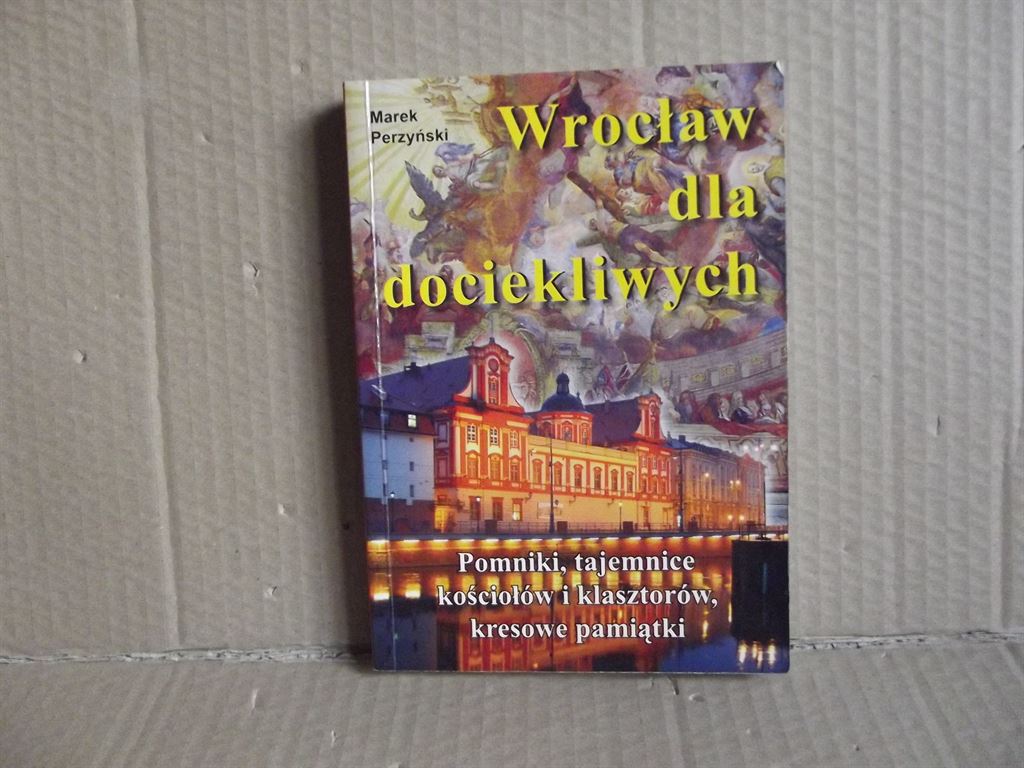 Marek
Perzyński
Wrocław
dla
dociekliwych
Pomniki, tajemnice
kościołów i klasztorów,
kresowe pamiątki